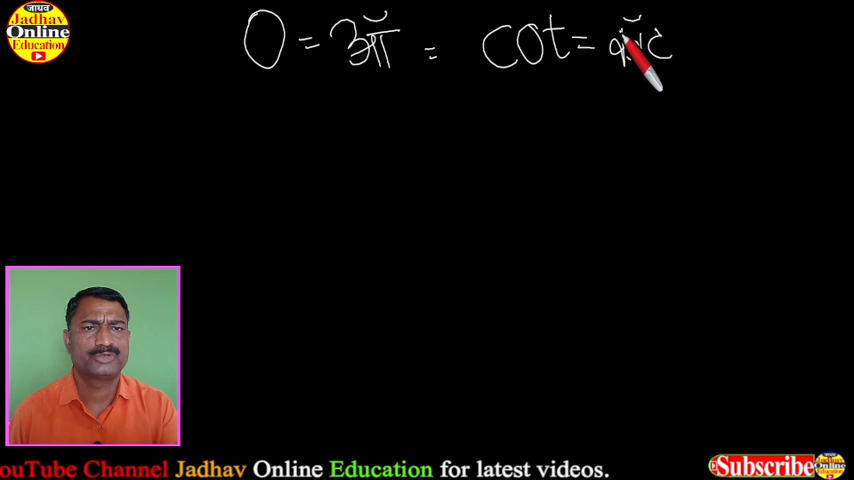 जाधव
Jadhav
Online
Education
O = ऑ = cot = कॉट
ouTube Channel Jadhav Online Education for latest videos.
Subscribe